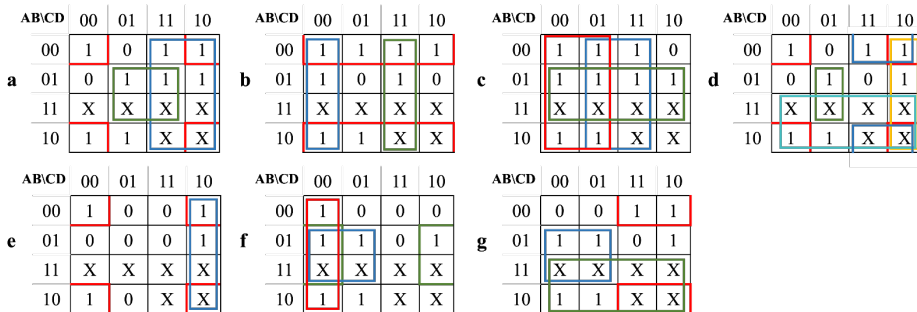 AB\CD 00 01 11 10
00 1 0 1 1
a 01 0 1 1 1
11 X X X X
10 1 1 X X
AB\CD 00 01 11 10
00 1 1 1 1
b 01 1 0 1 0
11 X X X X
10 1 1 X X
AB\CD 00 01 11 10
00 1 1 1 0
c 01 1 1 1 1
11 X X X X
10 1 1 X X
AB\CD 00 01 11 10
00 1 0 1 1
d 01 0 1 0 1
11 X X X X
10 1 1 X X
AB\CD 00 01 11 10
00 1 0 0 1
e 01 0 0 0 1
11 X X X X
10 1 0 X X
AB\CD 00 01 11 10
00 1 0 0 0
f 01 1 1 0 1
11 X X X X
10 1 1 X X
AB\CD 00 01 11 10
00 0 0 1 1
g 01 1 1 0 1
11 X X X X
10 1 1 X X